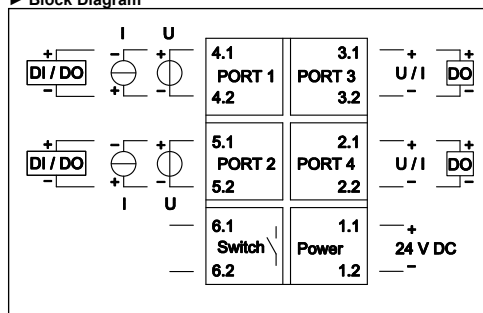 ► Block Diagram
I U
+ - + 4.1 3.1 + +
DI / DO PORT 1 PORT 3 U / I DO
- + - 4.2 3.2 - -
+ - + 5.1 2.1 + +
DI / DO PORT 2 PORT 4 U / I DO
- + - 5.2 2.2 - -
I U
6.1 1.1 +
Switch Power 24 V DC
6.2 1.2 -